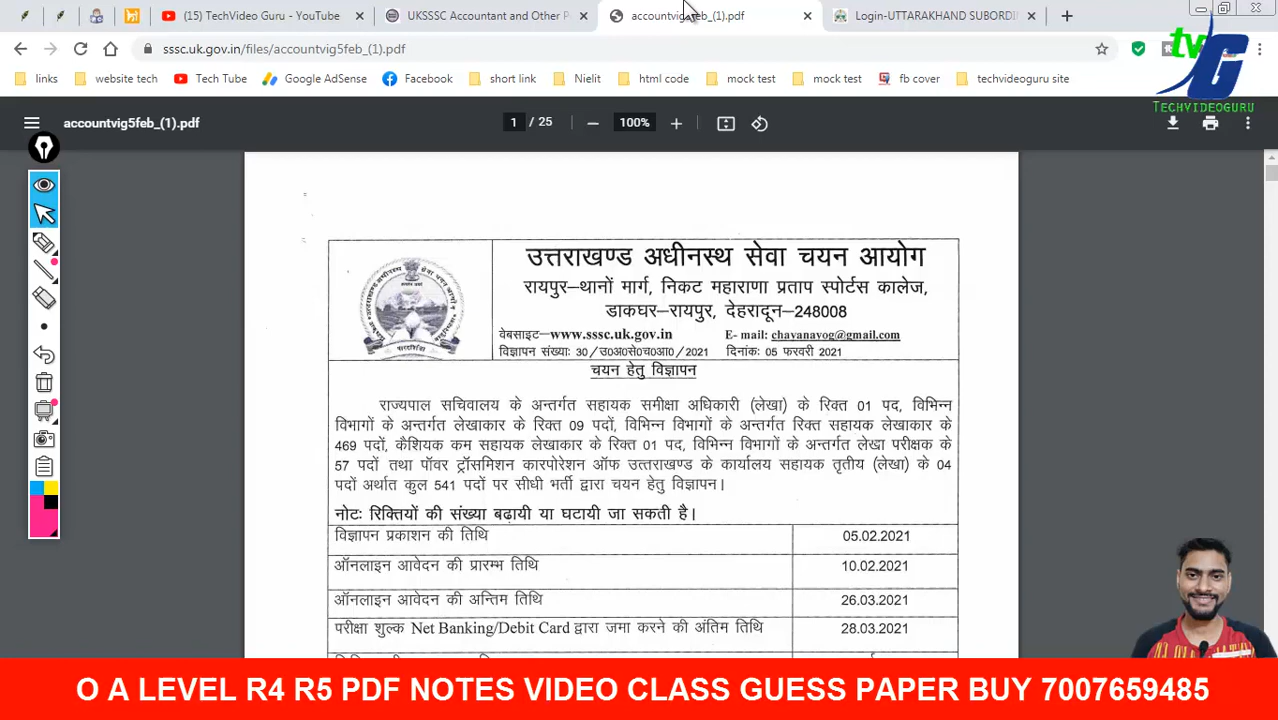 (15) TechVideo Guru - YouTube
UKSSSC Accountant and Other P
accountvig5feb_(1).pdf
Login-UTTARAKHAND SUBORDI
sssc.uk.gov.in/files/accountvig5feb_(1).pdf
links
website tech
Tech Tube
Google AdSense
Facebook
short link
Nielit
html code
mock test
mock test
fb cover
techvideoguru site
tvG
TECHVIDEOGURU
accountvig5feb_(1).pdf
1 / 25
100%
उत्तराखण्ड अधीनस्थ सेवा चयन आयोग
रायपुर–थानों मार्ग, निकट महाराणा प्रताप स्पोर्टस कालेज,
डाकघर–रायपुर, देहरादून–248008
वेबसाइट–www.sssc.uk.gov.in E- mail: chayanayog@gmail.com
विज्ञापन संख्या: 30/उ0अ0से0च0आ0/2021 दिनांक: 05 फरवरी 2021
चयन हेतु विज्ञापन
राज्यपाल सचिवालय के अन्तर्गत सहायक समीक्षा अधिकारी (लेखा) के रिक्त 01 पद, विभिन्न
विभागों के अन्तर्गत लेखाकार के रिक्त 09 पदों, विभिन्न विभागों के अन्तर्गत रिक्त सहायक लेखाकार के
469 पदों, कैशियक कम सहायक लेखाकार के रिक्त 01 पद, विभिन्न विभागों के अन्तर्गत लेखा परीक्षक के
57 पदों तथा पॉवर ट्रॉसमिशन कारपोरेशन ऑफ उत्तराखण्ड के कार्यालय सहायक तृतीय (लेखा) के 04
पदों अर्थात कुल 541 पदों पर सीधी भर्ती द्वारा चयन हेतु विज्ञापन।
नोटः रिक्तियों की संख्या बढ़ायी या घटायी जा सकती है।
विज्ञापन प्रकाशन की तिथि 05.02.2021
ऑनलाइन आवेदन की प्रारम्भ तिथि 10.02.2021
ऑनलाइन आवेदन की अन्तिम तिथि 26.03.2021
परीक्षा शुल्क Net Banking/Debit Card द्वारा जमा करने की अंतिम तिथि 28.03.2021
O A LEVEL R4 R5 PDF NOTES VIDEO CLASS GUESS PAPER BUY 7007659485